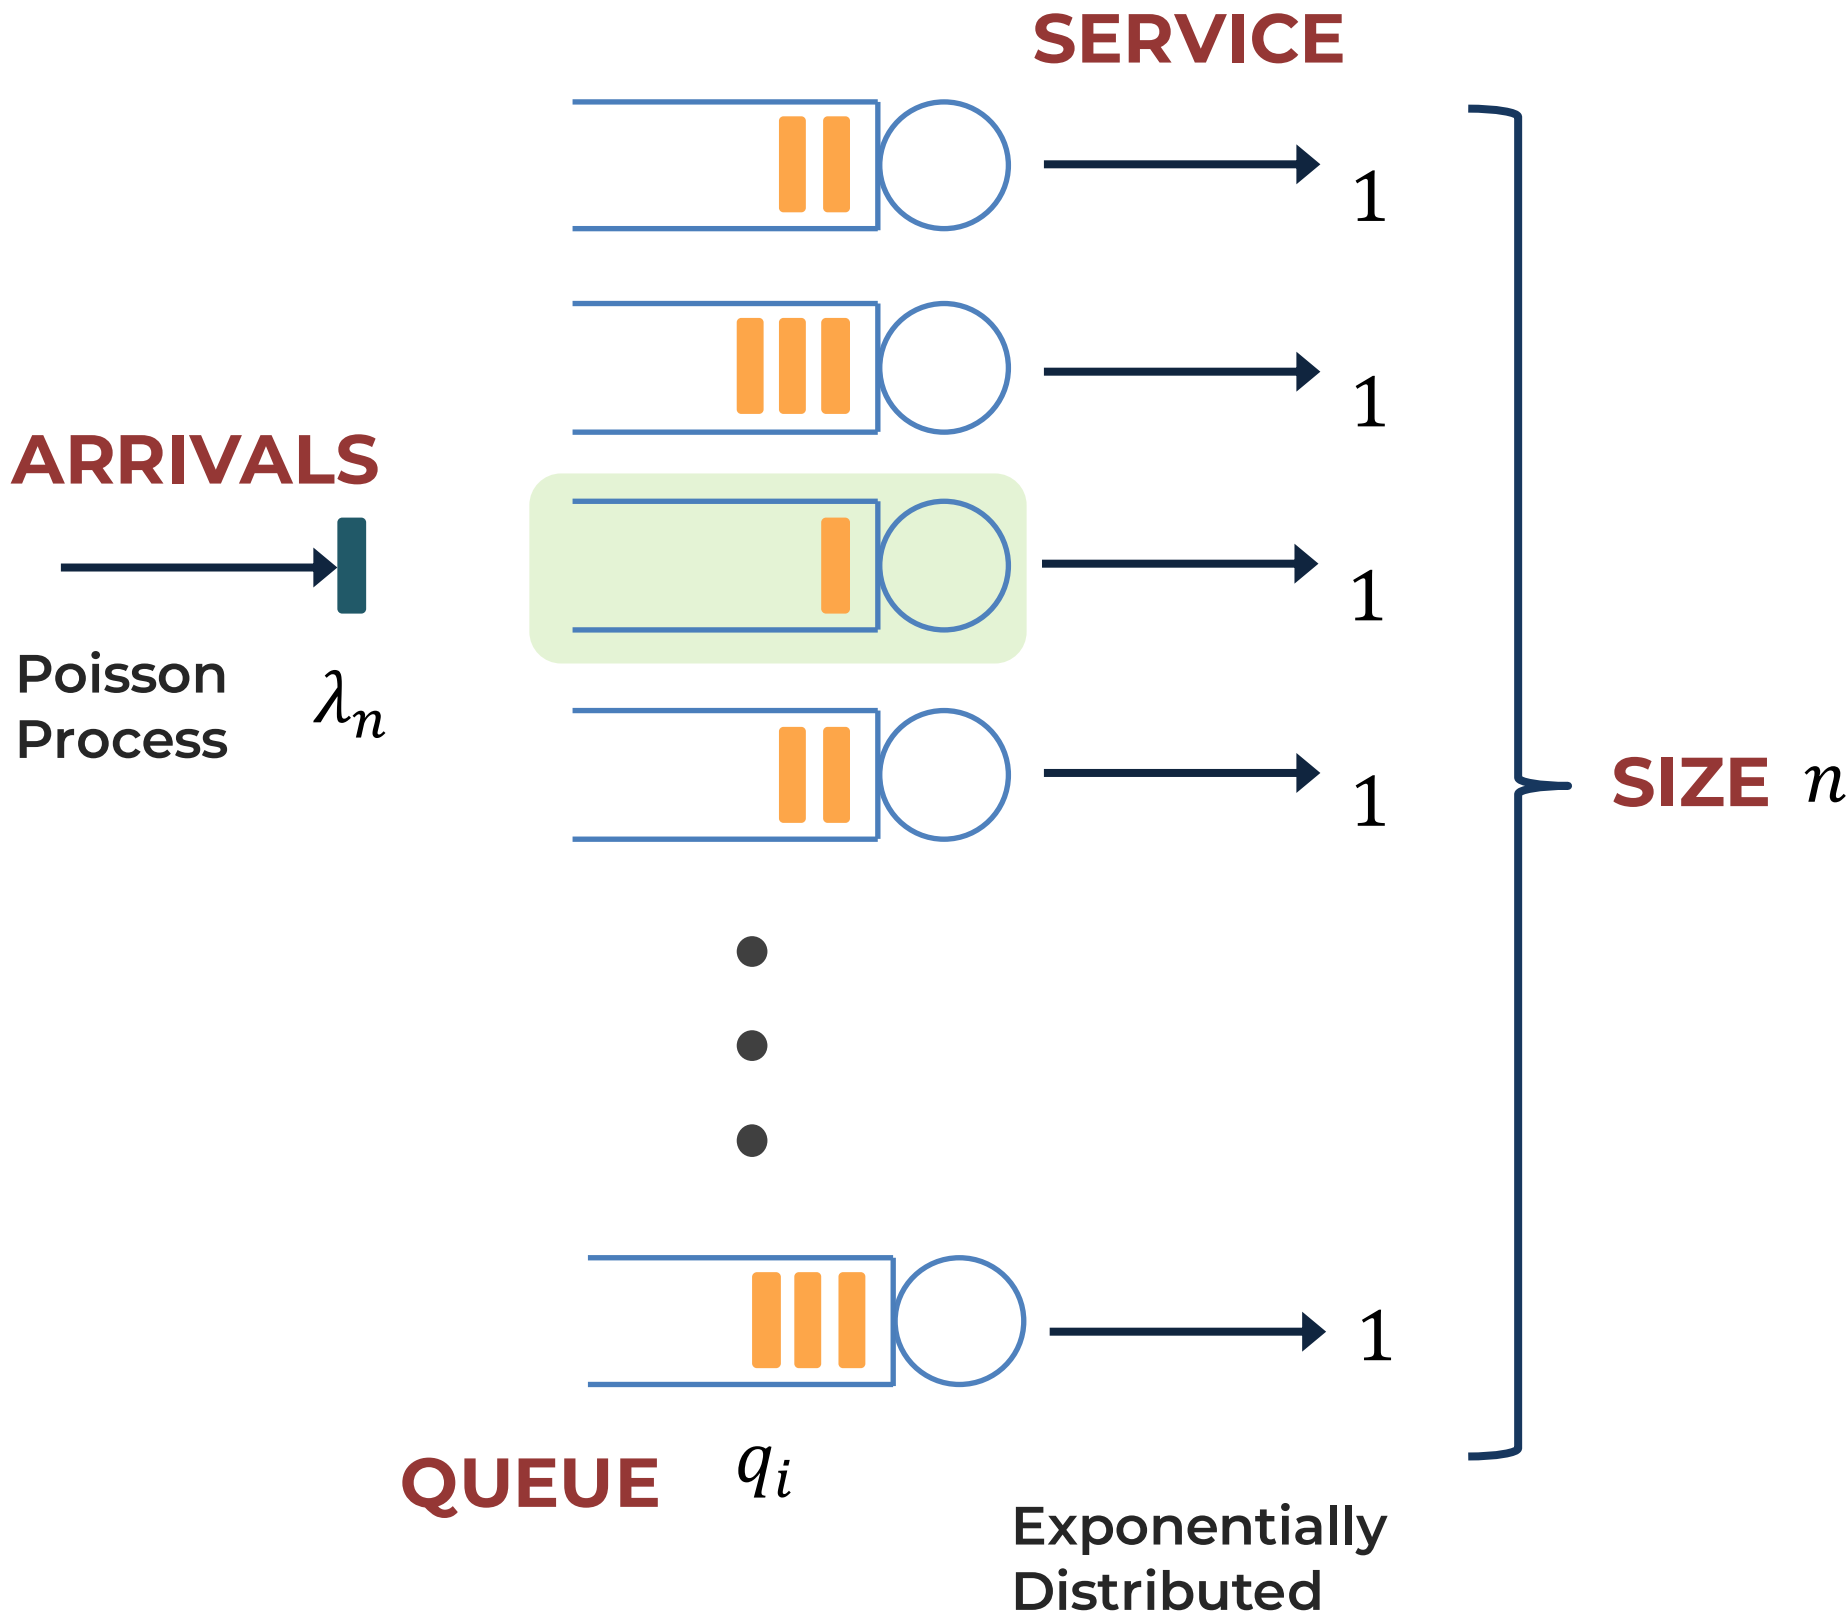 SERVICE
1
1
ARRIVALS
1
Poisson
Process
λₙ
1
SIZE n
1
QUEUE qᵢ
Exponentially
Distributed